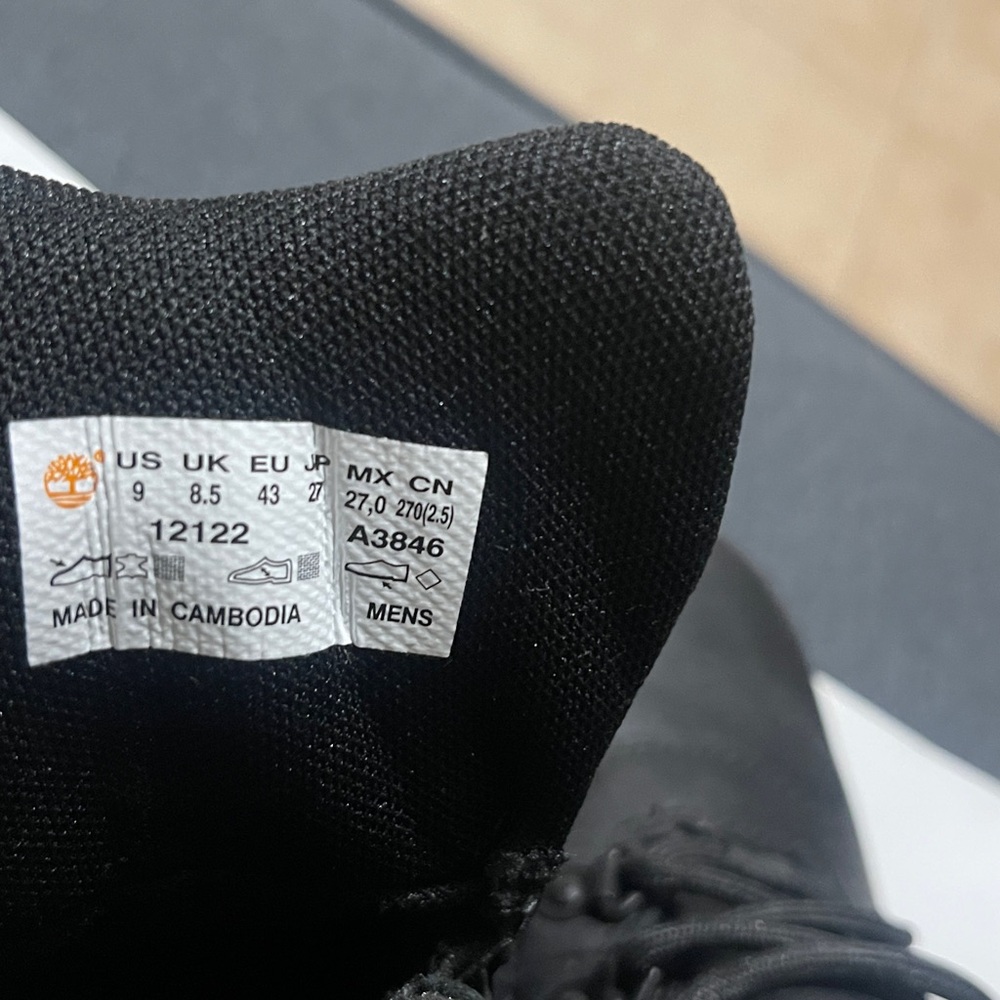 US UK EU JP MX CN
9 8.5 43 27 27,0 270(2.5)
12122 A3846
MADE IN CAMBODIA MENS